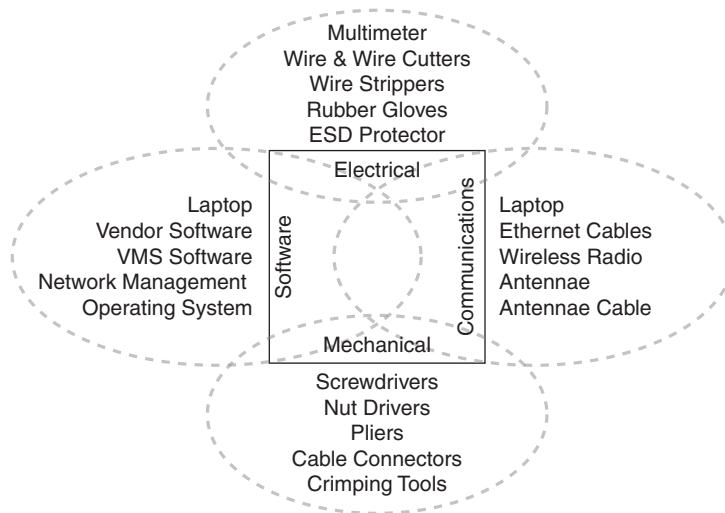 Multimeter
Wire & Wire Cutters
Wire Strippers
Rubber Gloves
ESD Protector
Electrical
Laptop
Vendor Software
VMS Software
Network Management
Operating System
Software
Communications
Laptop
Ethernet Cables
Wireless Radio
Antennae
Antennae Cable
Mechanical
Screwdrivers
Nut Drivers
Pliers
Cable Connectors
Crimping Tools